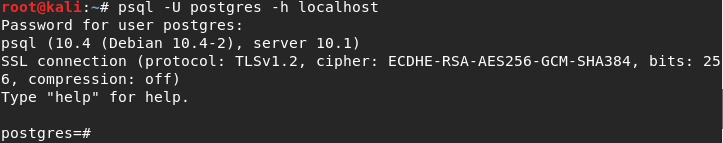 root@kali:~# psql -U postgres -h localhost
Password for user postgres:
psql (10.4 (Debian 10.4-2), server 10.1)
SSL connection (protocol: TLSv1.2, cipher: ECDHE-RSA-AES256-GCM-SHA384, bits: 25
6, compression: off)
Type "help" for help.
postgres=#